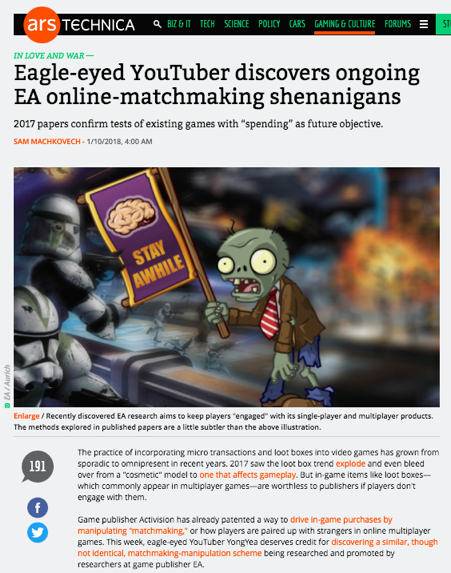 ars TECHNICA BIZ & IT TECH SCIENCE POLICY CARS GAMING & CULTURE FORUMS ST
IN LOVE AND WAR —
Eagle-eyed YouTuber discovers ongoing
EA online-matchmaking shenanigans
2017 papers confirm tests of existing games with “spending” as future objective.
SAM MACHKOVECH - 1/10/2018, 4:00 AM
STAY
AWHILE
EA / Aurich
Enlarge / Recently discovered EA research aims to keep players "engaged" with its single-player and multiplayer products.
The methods explored in published papers are a little subtler than the above illustration.
191
The practice of incorporating micro transactions and loot boxes into video games has grown from
sporadic to omnipresent in recent years. 2017 saw the loot box trend explode and even bleed
over from a "cosmetic" model to one that affects gameplay. But in-game items like loot boxes—
which commonly appear in multiplayer games—are worthless to publishers if players don't
engage with them.
Game publisher Activision has already patented a way to drive in-game purchases by
manipulating "matchmaking," or how players are paired up with strangers in online multiplayer
games. This week, eagle-eyed YouTuber YongYea deserves credit for discovering a similar, though
not identical, matchmaking-manipulation scheme being researched and promoted by
researchers at game publisher EA.